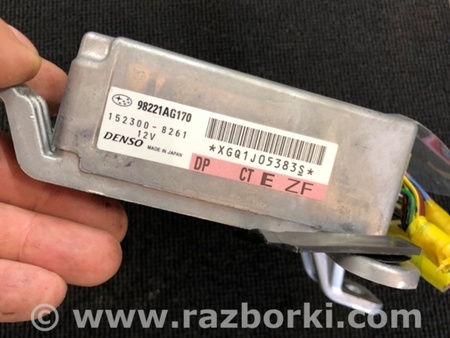 98221AG170
152300-8261
12V
DENSO MADE IN JAPAN
*XGQ1J05383S*
DP CT E ZF
www.razborki.com